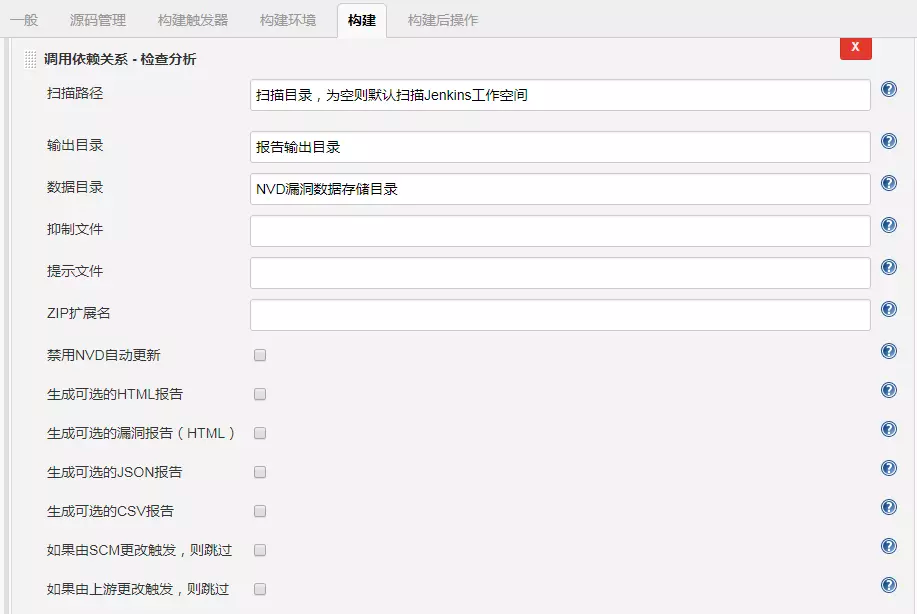 一般 源码管理 构建触发器 构建环境 构建 构建后操作
调用依赖关系 - 检查分析 X
扫描路径 扫描目录，为空则默认扫描Jenkins工作空间
输出目录 报告输出目录
数据目录 NVD漏洞数据存储目录
抑制文件
提示文件
ZIP扩展名
禁用NVD自动更新
生成可选的HTML报告
生成可选的漏洞报告（HTML）
生成可选的JSON报告
生成可选的CSV报告
如果由SCM更改触发，则跳过
如果由上游更改触发，则跳过